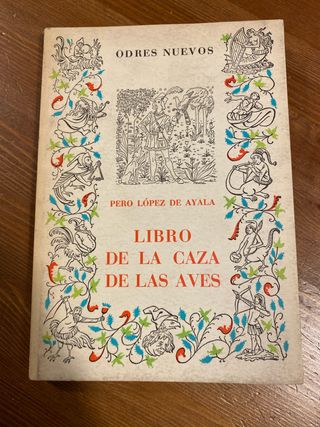 ODRES NUEVOS
PERO LÓPEZ DE AYALA
LIBRO
DE LA CAZA
DE LAS AVES